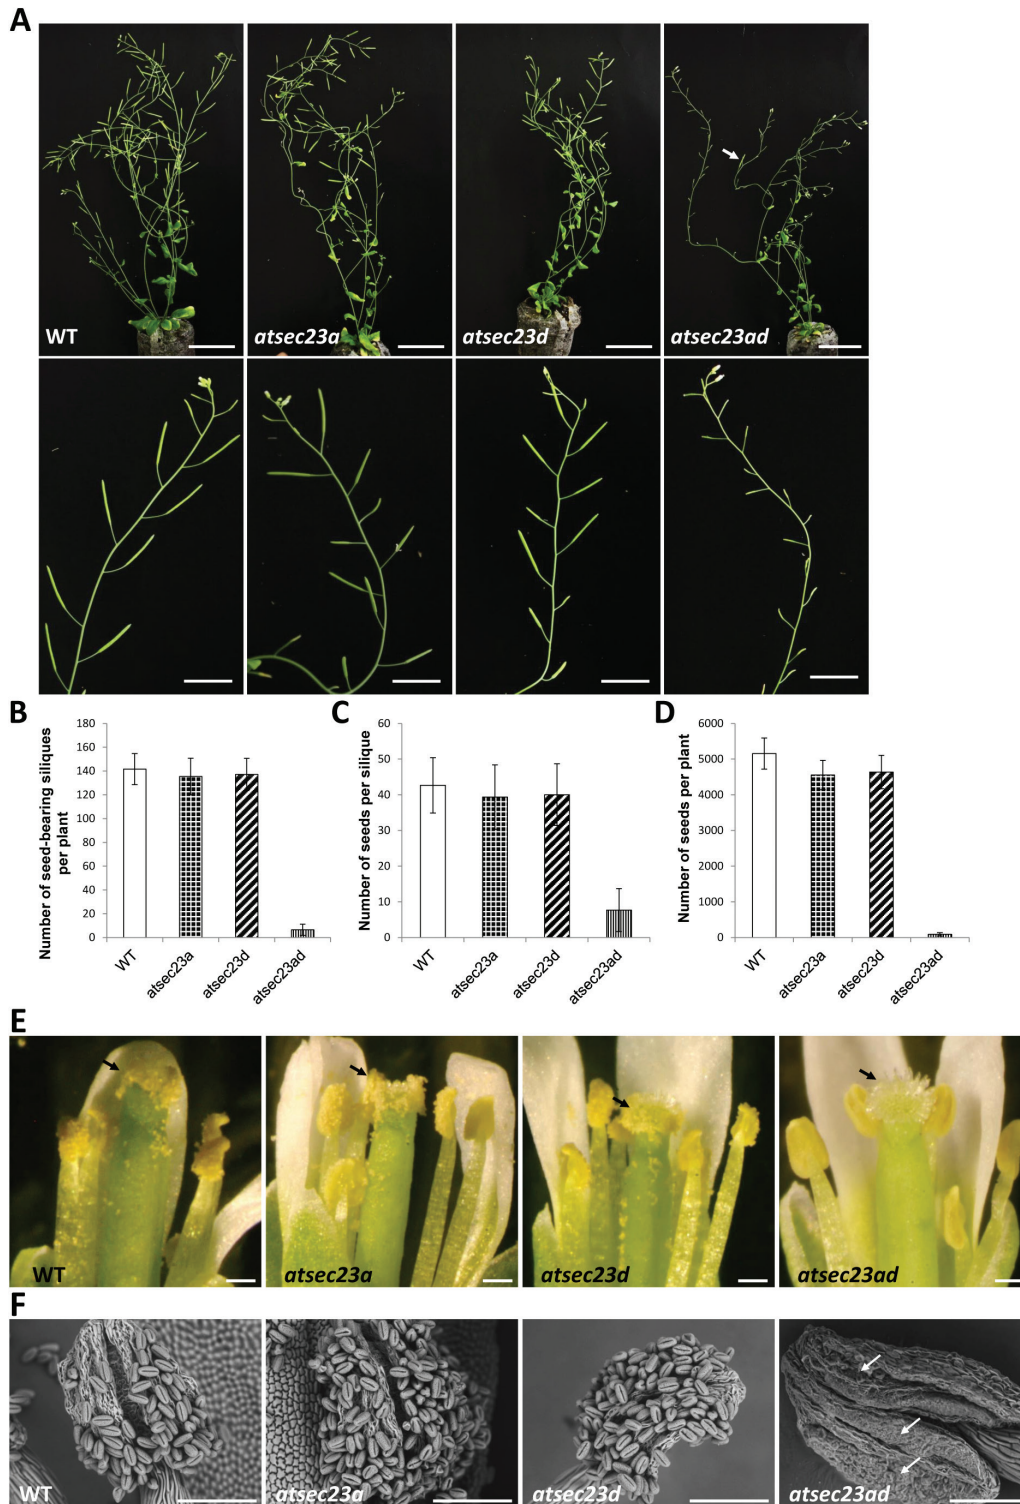 A
WT
atsec23a
atsec23d
atsec23ad
B
Number of seed-bearing siliques
per plant
180
160
140
120
100
80
60
40
20
0
WT
atsec23a
atsec23d
atsec23ad
C
Number of seeds per silique
60
50
40
30
20
10
0
WT
atsec23a
atsec23d
atsec23ad
D
Number of seeds per plant
6000
5000
4000
3000
2000
1000
0
WT
atsec23a
atsec23d
atsec23ad
E
WT
atsec23a
atsec23d
atsec23ad
F
WT
atsec23a
atsec23d
atsec23ad